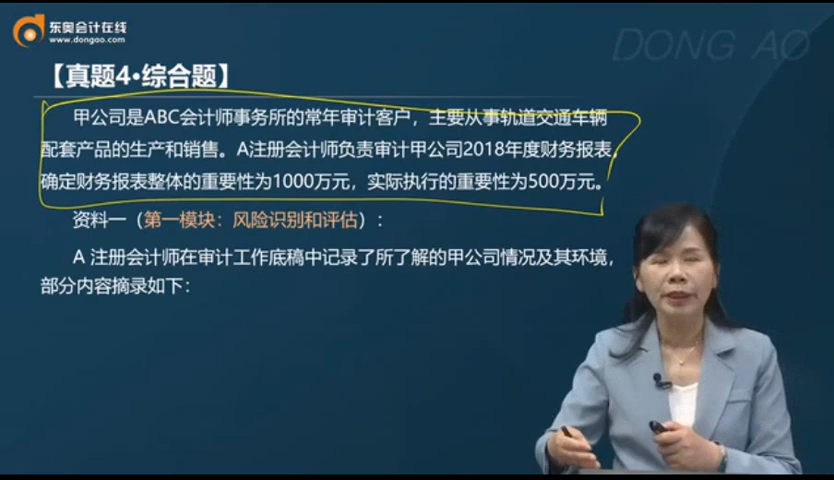 东奥会计在线
www.dongao.com
DONG AO
【真题4·综合题】
甲公司是ABC会计师事务所的常年审计客户，主要从事轨道交通车辆
配套产品的生产和销售。A注册会计师负责审计甲公司2018年度财务报表，
确定财务报表整体的重要性为1000万元，实际执行的重要性为500万元。
资料一（第一模块：风险识别和评估）：
A 注册会计师在审计工作底稿中记录了所了解的甲公司情况及其环境，
部分内容摘录如下：